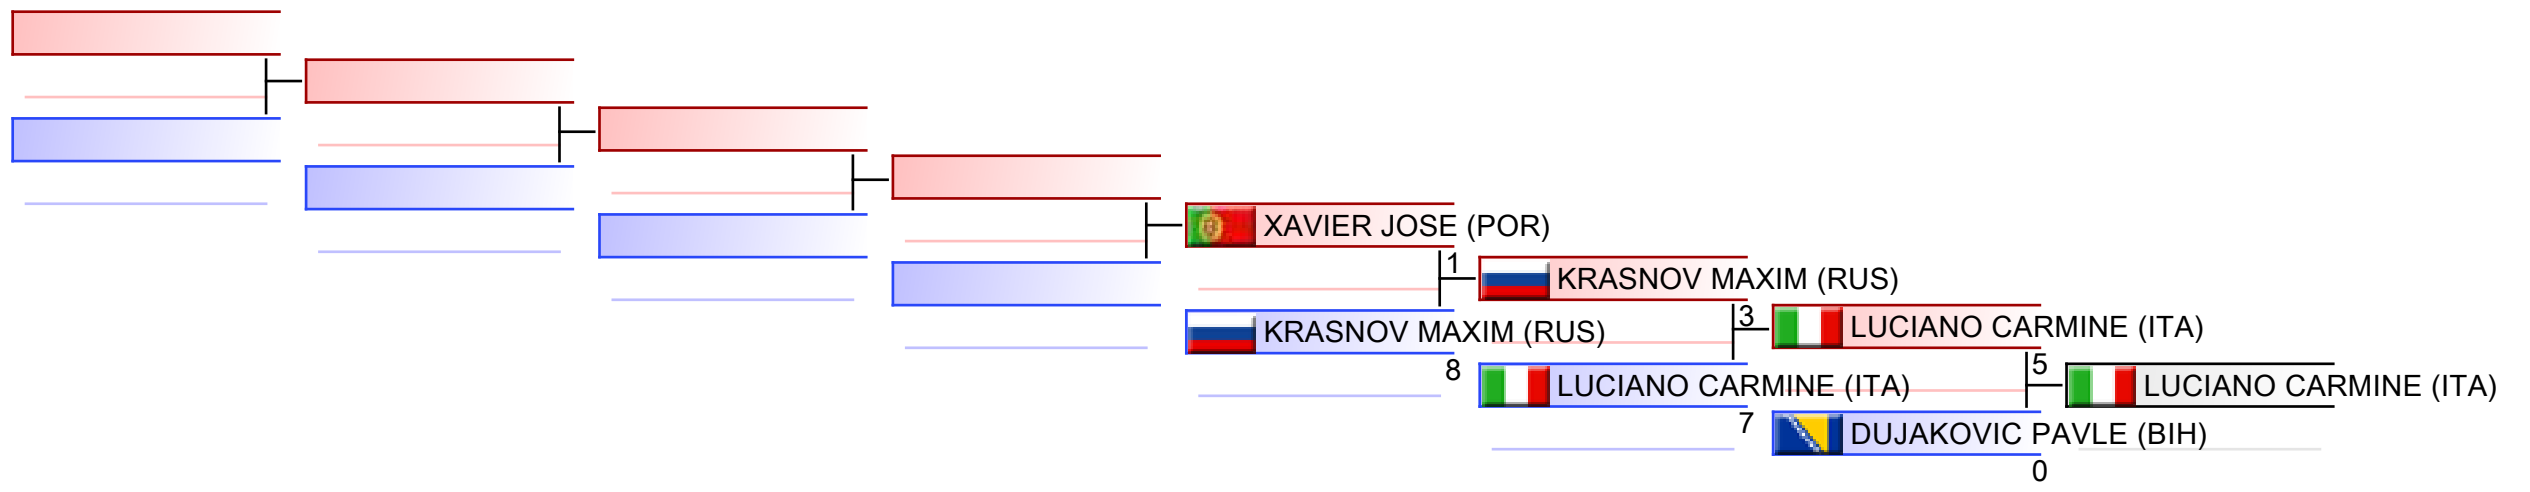 XAVIER JOSE (POR)
1
KRASNOV MAXIM (RUS)
8
KRASNOV MAXIM (RUS)
3
LUCIANO CARMINE (ITA)
7
LUCIANO CARMINE (ITA)
5
DUJAKOVIC PAVLE (BIH)
0
LUCIANO CARMINE (ITA)